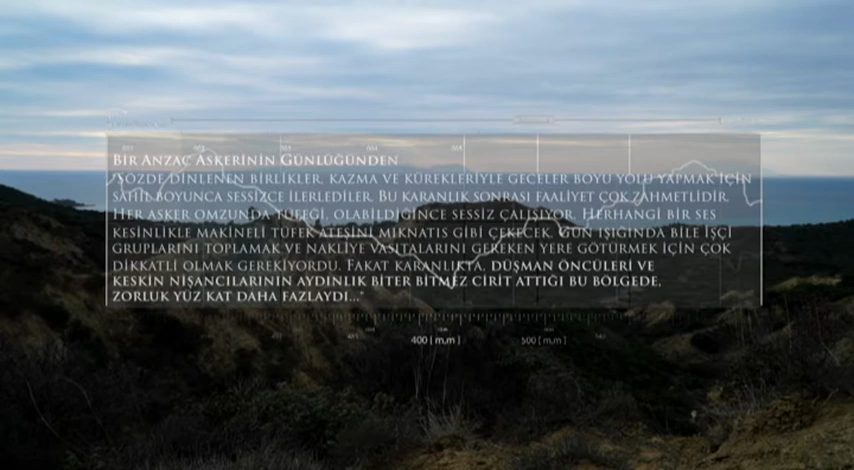 Bir Anzac Askerinin Günlüğünden
"Sözde dinlenen birlikler, kazma ve kürekleriyle geceler boyu yolu yapmak için
sahil boyunca sessizce ilerlediler. Bu karanlık sonrası faaliyet çok zahmetlidir.
Her asker omzunda tüfeği, olabildiğince sessiz çalışıyor. Herhangi bir ses
kesinlikle makineli tüfek ateşini mıknatıs gibi çekecek. Gün ışığında bile işçi
gruplarını toplamak ve nakliye vasıtalarını gereken yere götürmek için çok
dikkatli olmak gerekiyordu. Fakat karanlıkta, düşman öncüleri ve
keskin nişancılarının aydınlık biter bitmez cirit attığı bu bölgede,
zorluk yüz kat daha fazlaydı..."
400 [m,m] 500 [m,m]